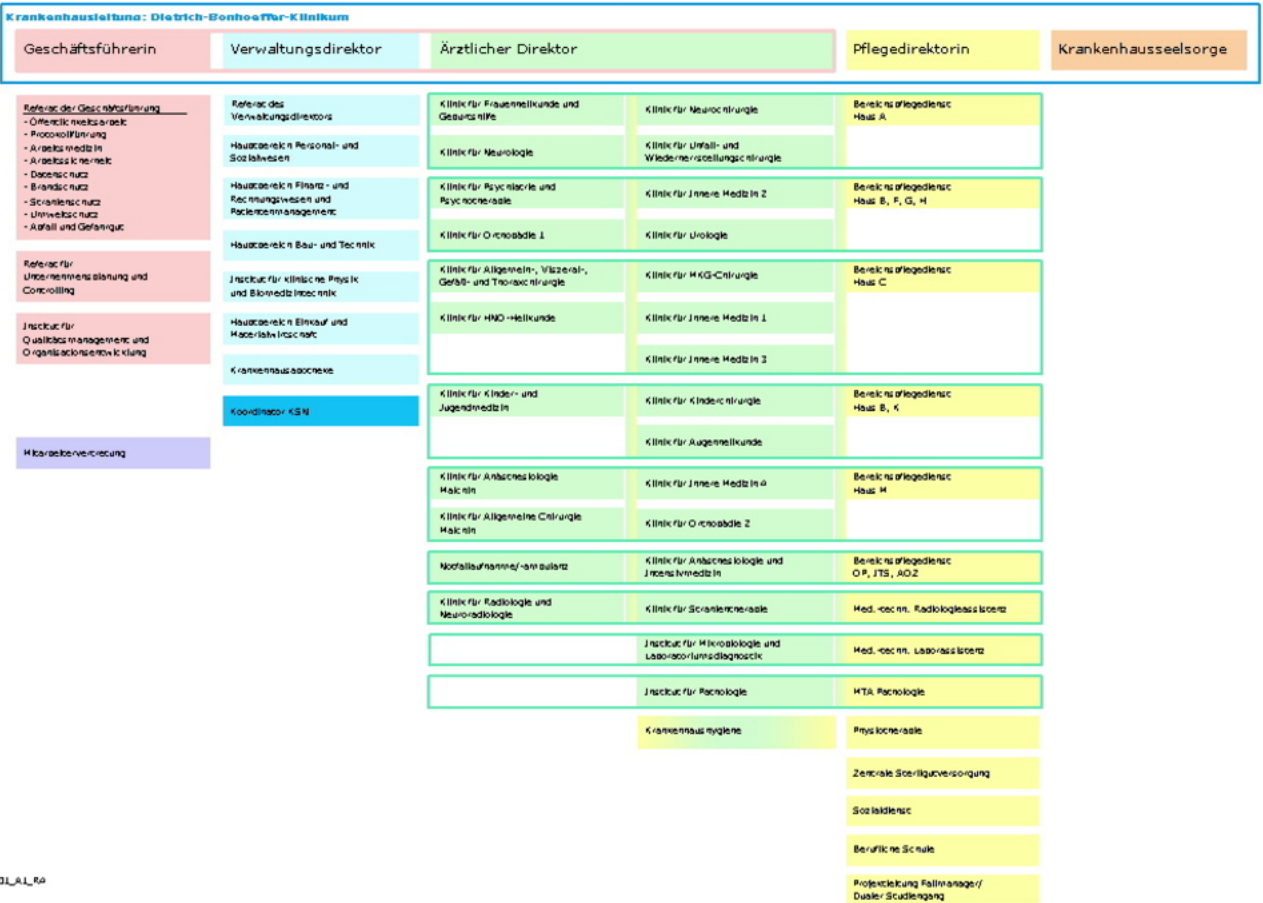 Krankenhausleitung: Dietrich-Bonhoeffer-Klinikum
Geschäftsführerin
Verwaltungsdirektor
Ärztlicher Direktor
Pflegedirektorin
Krankenhausseelsorge
Referat der Geschäftsführung
- Öffentlichkeitsarbeit
- Protokollführung
- Arbeitsmedizin
- Arbeitssicherheit
- Datenschutz
- Brandschutz
- Strahlenschutz
- Umweltschutz
- Abfall und Gefahrgut
Referat für
Unternehmensplanung und
Controlling
Institut für
Qualitätsmanagement und
Organisationsentwicklung
Mitarbeitervertretung
Referat des
Verwaltungsdirektors
Hauptbereich Personal- und
Sozialwesen
Hauptbereich Finanz- und
Rechnungswesen und
Patientenmanagement
Hauptbereich Bau- und Technik
Institut für klinische Physik
und Biomedizintechnik
Hauptbereich Einkauf und
Materialwirtschaft
Krankenhausapotheke
Koordinator KSM
Klinik für Frauenheilkunde und
Geburtshilfe
Klinik für Neurochirurgie
Bereichspflegedienst
Haus A
Klinik für Neurologie
Klinik für Unfall- und
Wiederherstellungschirurgie
Klinik für Psychiatrie und
Psychotherapie
Klinik für Innere Medizin 2
Bereichspflegedienst
Haus B, F, G, H
Klinik für Orthopädie 1
Klinik für Urologie
Klinik für Allgemein-, Viszeral-,
Gefäß- und Thoraxchirurgie
Klinik für MKG-Chirurgie
Bereichspflegedienst
Haus C
Klinik für HNO-Heilkunde
Klinik für Innere Medizin 1
Klinik für Innere Medizin 3
Klinik für Kinder- und
Jugendmedizin
Klinik für Kinderchirurgie
Bereichspflegedienst
Haus B, K
Klinik für Augenheilkunde
Klinik für Anästhesiologie
Malchin
Klinik für Innere Medizin 4
Bereichspflegedienst
Haus M
Klinik für Allgemeine Chirurgie
Malchin
Klinik für Orthopädie 2
Notfallaufnahme/-ambulanz
Klinik für Anästhesiologie und
Intensivmedizin
Bereichspflegedienst
OP, ITS, AOZ
Klinik für Radiologie und
Neuroradiologie
Klinik für Strahlentherapie
Med.-techn. Radiologieassistenz
Institut für Mikrobiologie und
Laboratoriumsdiagnostik
Med.-techn. Laborassistenz
Institut für Pathologie
MTA Pathologie
Krankenhaushygiene
Physiotherapie
Zentrale Sterilgutversorgung
Sozialdienst
Berufliche Schule
Projektleitung Fallmanager/
Dualer Studiengang